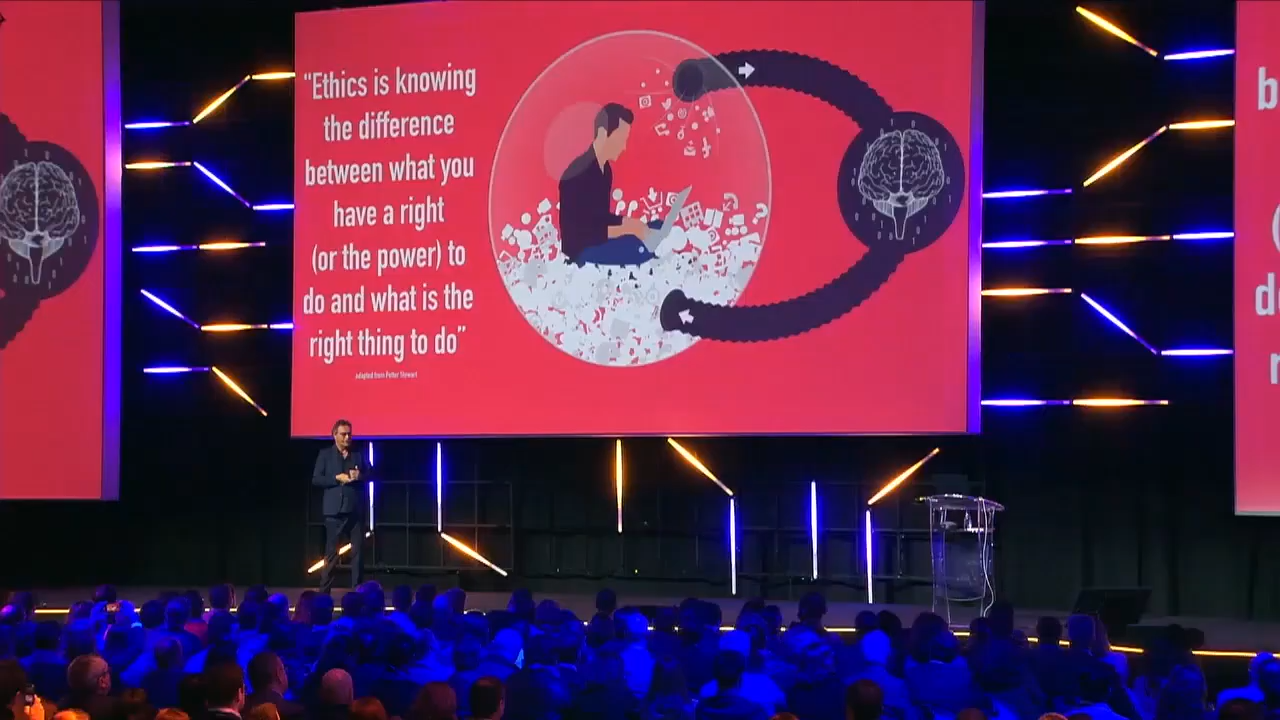 "Ethics is knowing
the difference
between what you
have a right
(or the power) to
do and what is the
right thing to do”
adapted from Potter Stewart
b
d